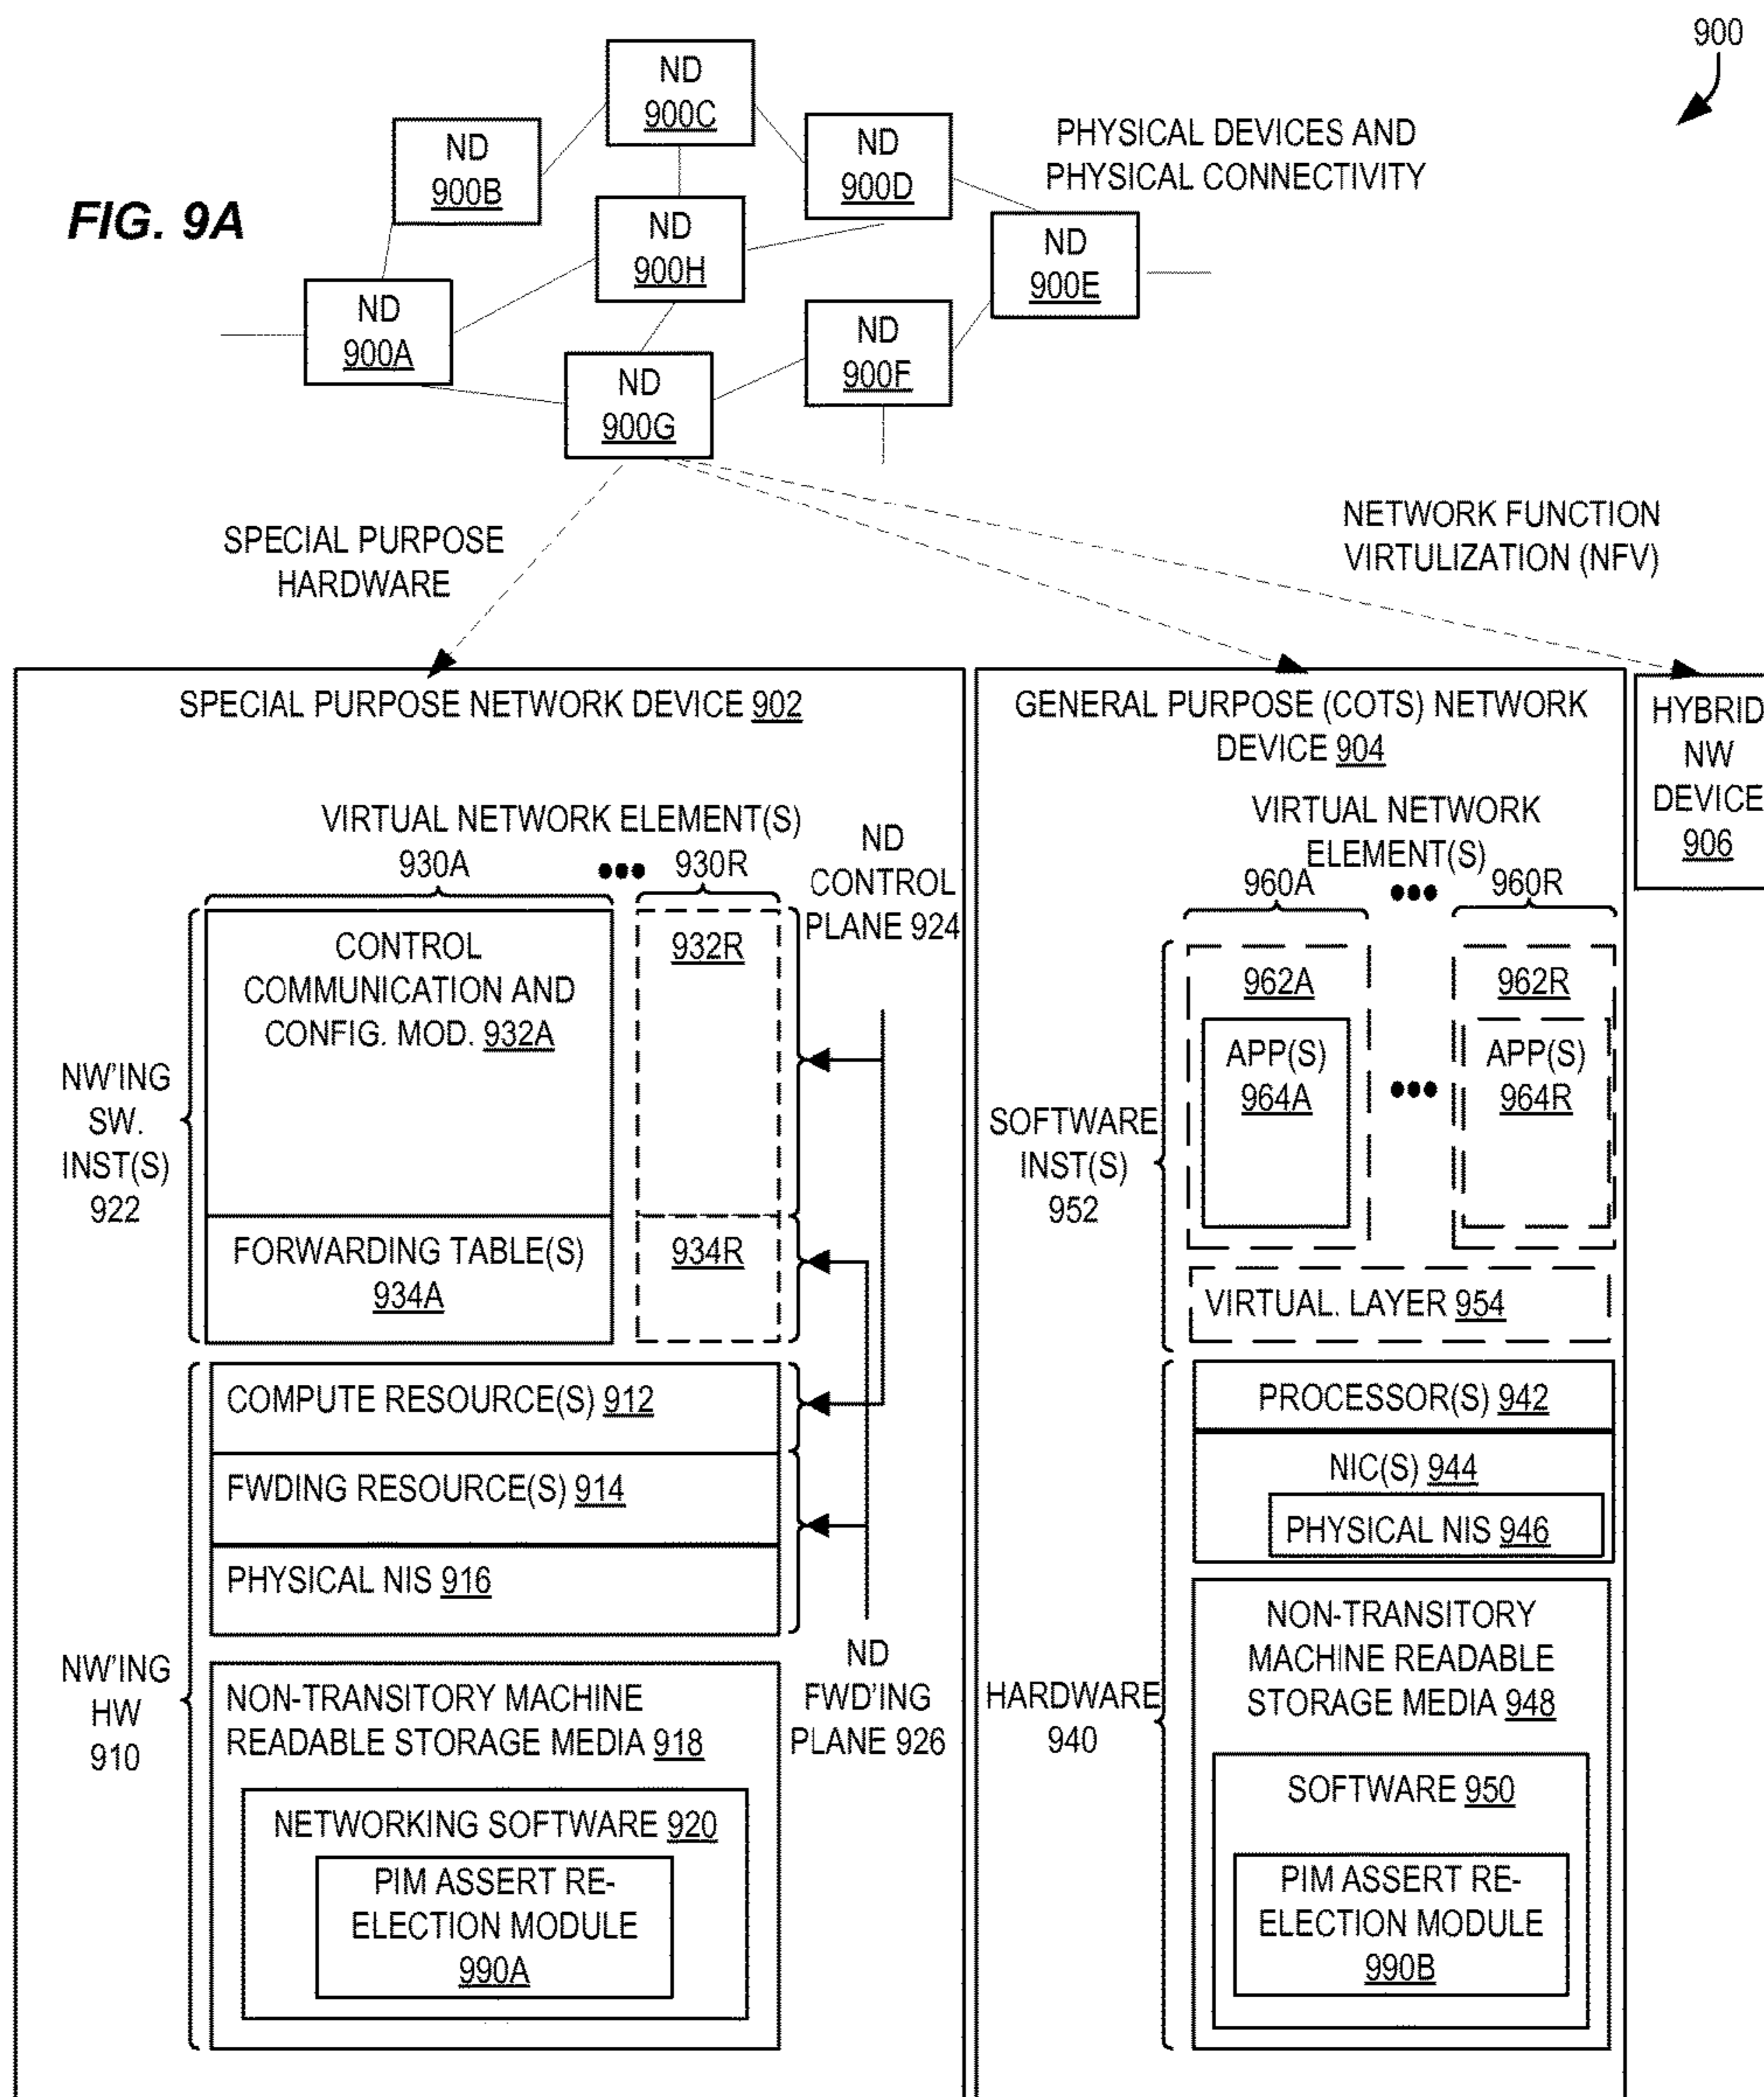 900
ND
900C
ND
900B
ND
900D
PHYSICAL DEVICES AND
PHYSICAL CONNECTIVITY
FIG. 9A
ND
900H
ND
900E
ND
900A
ND
900F
ND
900G
SPECIAL PURPOSE
HARDWARE
NETWORK FUNCTION
VIRTULIZATION (NFV)
SPECIAL PURPOSE NETWORK DEVICE 902
VIRTUAL NETWORK ELEMENT(S)
930A
••• 930R
ND
CONTROL
PLANE 924
CONTROL
COMMUNICATION AND
CONFIG. MOD. 932A
932R
NW'ING
SW.
INST(S)
922
FORWARDING TABLE(S)
934A
934R
COMPUTE RESOURCE(S) 912
FWDING RESOURCE(S) 914
PHYSICAL NIS 916
ND
FWD'ING
PLANE 926
NW'ING
HW
910
NON-TRANSITORY MACHINE
READABLE STORAGE MEDIA 918
NETWORKING SOFTWARE 920
PIM ASSERT RE-
ELECTION MODULE
990A
GENERAL PURPOSE (COTS) NETWORK
DEVICE 904
VIRTUAL NETWORK
ELEMENT(S)
960A ••• 960R
962A
962R
APP(S)
964A
•••
APP(S)
964R
SOFTWARE
INST(S)
952
VIRTUAL. LAYER 954
PROCESSOR(S) 942
NIC(S) 944
PHYSICAL NIS 946
HARDWARE
940
NON-TRANSITORY
MACHINE READABLE
STORAGE MEDIA 948
SOFTWARE 950
PIM ASSERT RE-
ELECTION MODULE
990B
HYBRID
NW
DEVICE
906